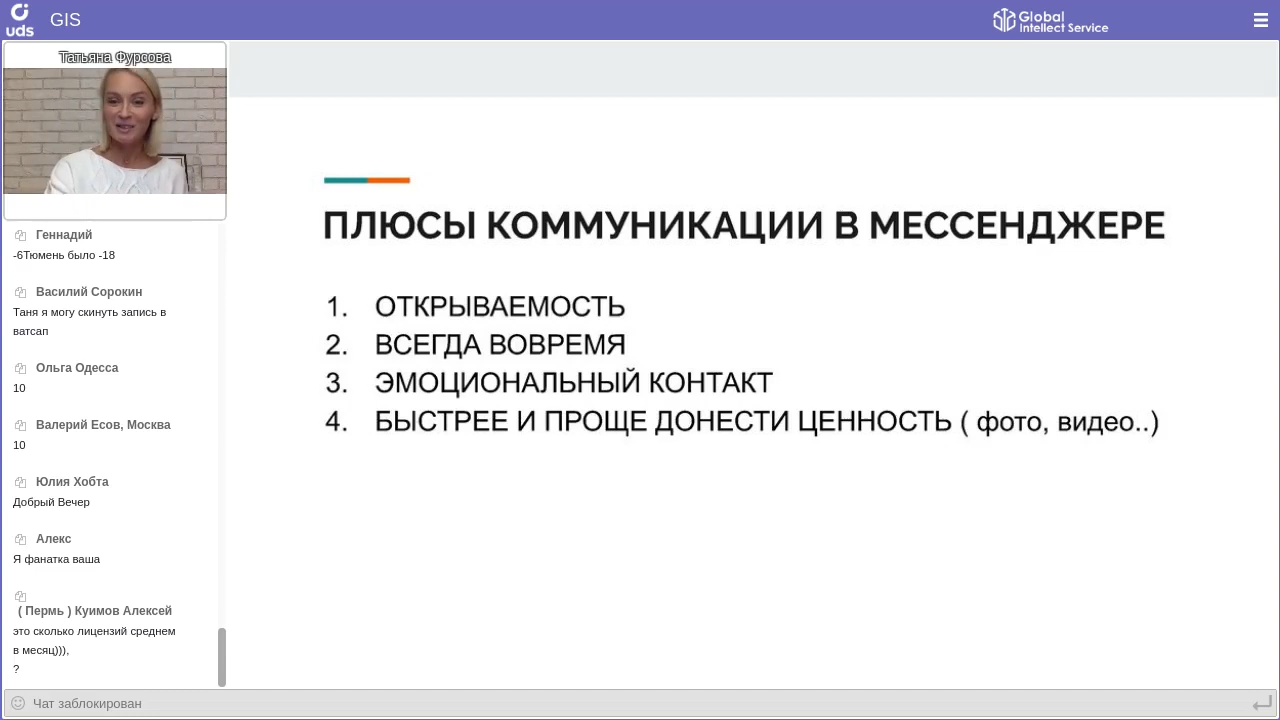 uds
GIS
Global
Intellect Service
Татьяна Фурсова
Геннадий
-6Тюмень было -18
Василий Сорокин
Таня я могу скинуть запись в
ватсап
Ольга Одесса
10
Валерий Есов, Москва
10
Юлия Хобта
Добрый Вечер
Алекс
Я фанатка ваша
( Пермь ) Куимов Алексей
это сколько лицензий среднем
в месяц))),
?
Чат заблокирован
ПЛЮСЫ КОММУНИКАЦИИ В МЕССЕНДЖЕРЕ
1. ОТКРЫВАЕМОСТЬ
2. ВСЕГДА ВОВРЕМЯ
3. ЭМОЦИОНАЛЬНЫЙ КОНТАКТ
4. БЫСТРЕЕ И ПРОЩЕ ДОНЕСТИ ЦЕННОСТЬ ( фото, видео..)